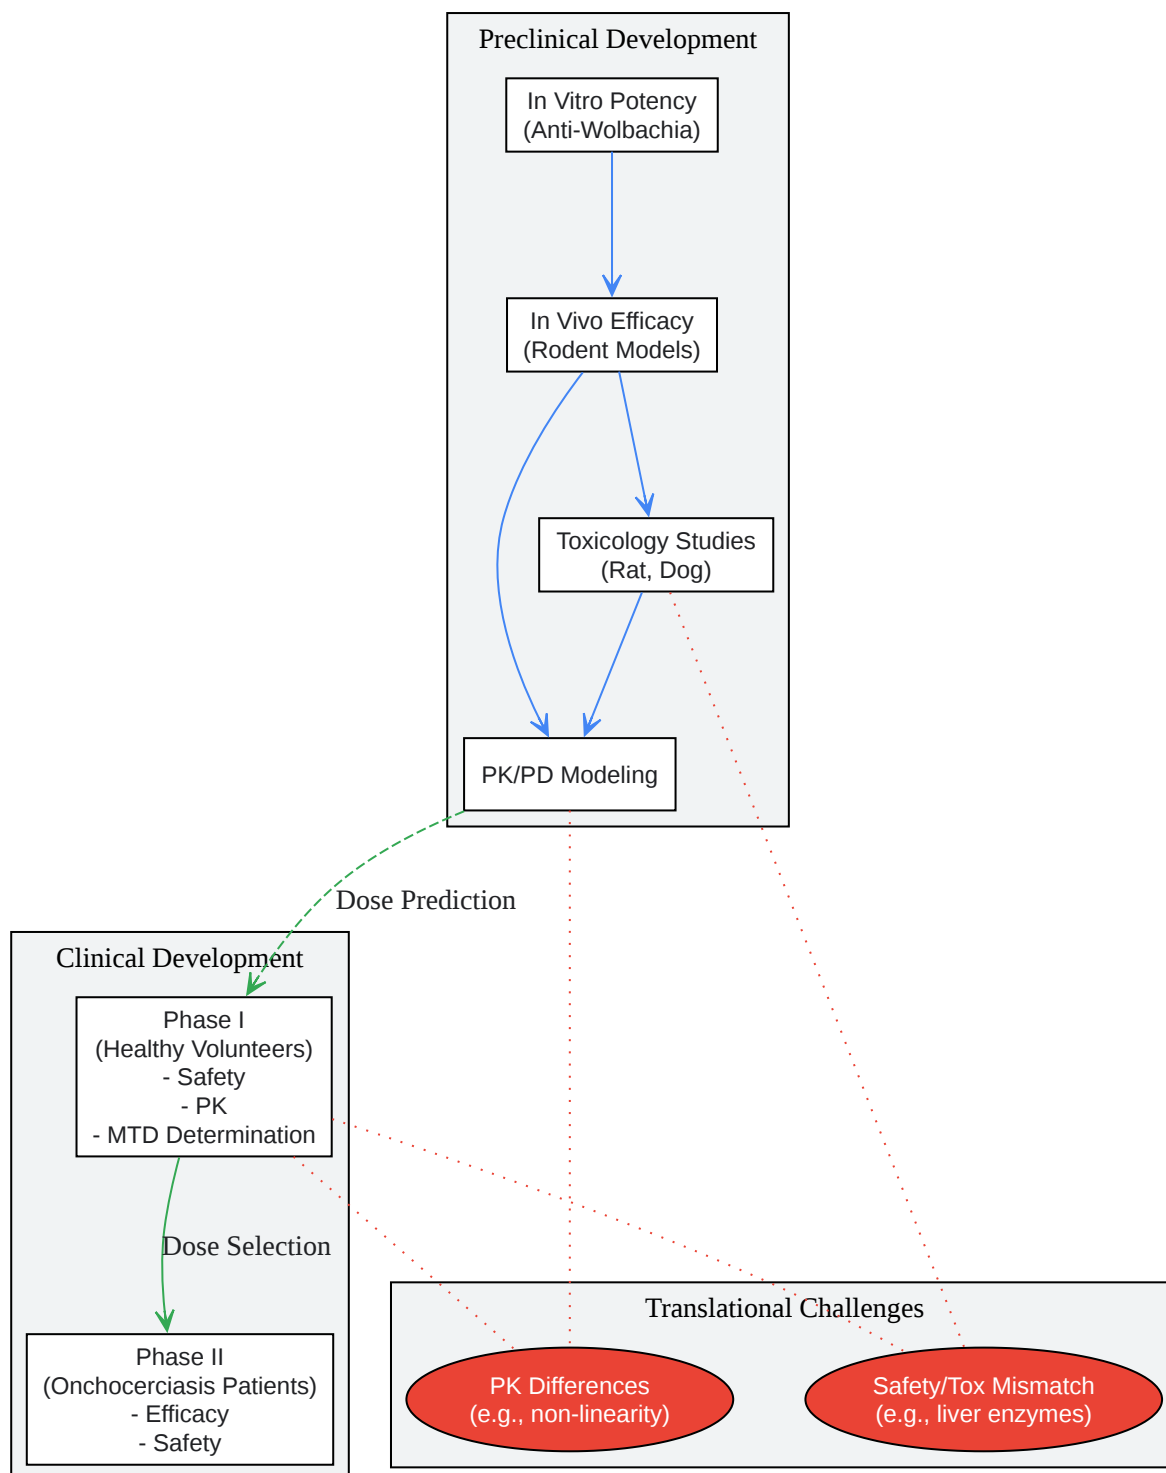 Preclinical Development
In Vitro Potency
(Anti-Wolbachia)
In Vivo Efficacy
(Rodent Models)
Toxicology Studies
(Rat, Dog)
PK/PD Modeling
Dose Prediction
Clinical Development
Phase I
(Healthy Volunteers)
- Safety
- PK
- MTD Determination
Dose Selection
Phase II
(Onchocerciasis Patients)
- Efficacy
- Safety
Translational Challenges
PK Differences
(e.g., non-linearity)
Safety/Tox Mismatch
(e.g., liver enzymes)